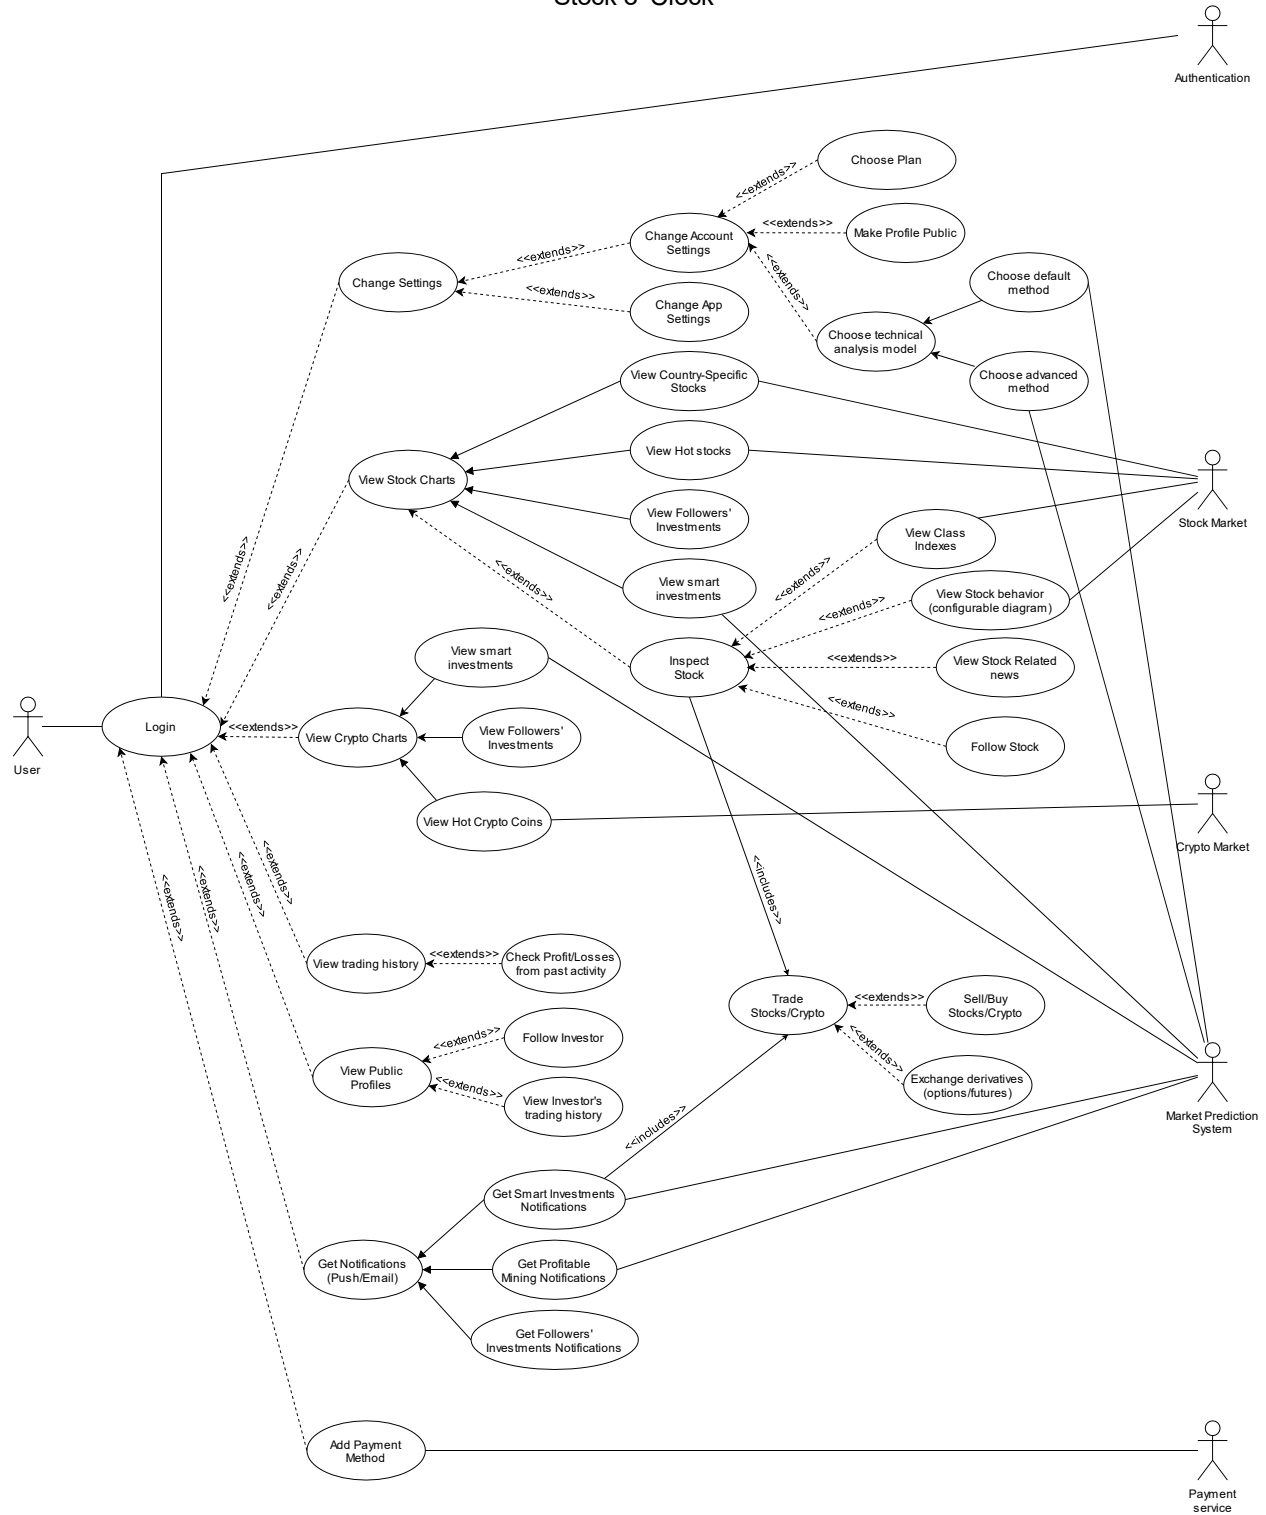 Stock o' Clock
Authentication
Choose Plan
<<extends>>
Change Account
Settings
<<extends>>
Make Profile Public
<<extends>>
<<extends>>
Change Settings
<<extends>>
Change App
Settings
Choose default
method
Choose technical
analysis model
Choose advanced
method
View Country-Specific
Stocks
View Hot stocks
View Stock Charts
View Followers'
Investments
Stock Market
View Class
Indexes
<<extends>>
<<extends>>
<<extends>>
<<extends>>
View smart
investments
View Stock behavior
(configurable diagram)
<<extends>>
View smart
investments
Inspect
Stock
<<extends>>
View Stock Related
news
<<extends>>
Follow Stock
User
Login
<<extends>>
View Crypto Charts
View Followers'
Investments
View Hot Crypto Coins
Crypto Market
<<extends>>
<<extends>>
<<extends>>
<<extends>>
<<includes>>
View trading history
<<extends>>
Check Profit/Losses
from past activity
Trade
Stocks/Crypto
<<extends>>
Sell/Buy
Stocks/Crypto
<<extends>>
Exchange derivatives
(options/futures)
<<extends>>
Follow Investor
View Public
Profiles
<<extends>>
View Investor's
trading history
Market Prediction
System
<<includes>>
Get Smart Investments
Notifications
Get Notifications
(Push/Email)
Get Profitable
Mining Notifications
Get Followers'
Investments Notifications
Add Payment
Method
Payment
service